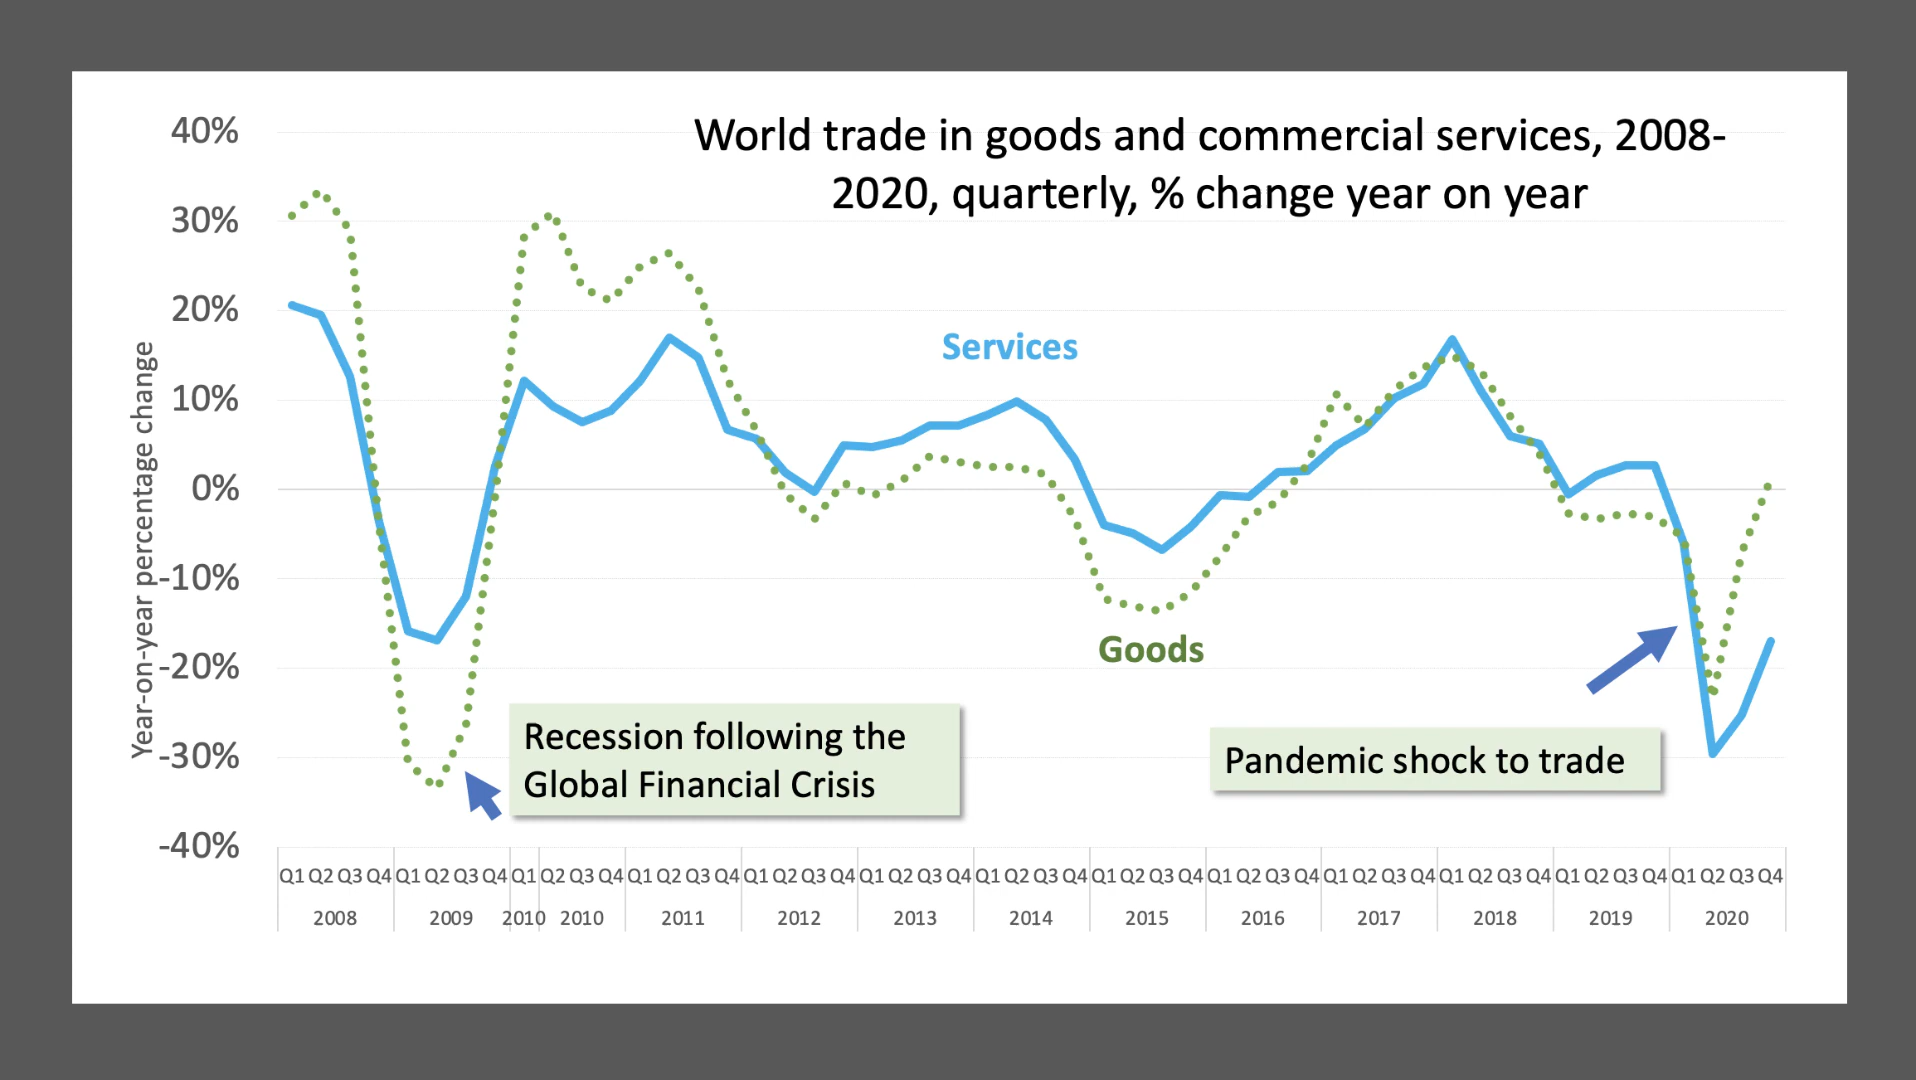 World trade in goods and commercial services, 2008-
2020, quarterly, % change year on year
40%
30%
20%
10%
0%
-10%
-20%
-30%
-40%
Year-on-year percentage change
Services
Goods
Recession following the
Global Financial Crisis
Pandemic shock to trade
Q1 Q2 Q3 Q4 Q1 Q2 Q3 Q4 Q1 Q2 Q3 Q4 Q1 Q2 Q3 Q4 Q1 Q2 Q3 Q4 Q1 Q2 Q3 Q4 Q1 Q2 Q3 Q4 Q1 Q2 Q3 Q4 Q1 Q2 Q3 Q4 Q1 Q2 Q3 Q4 Q1 Q2 Q3 Q4 Q1 Q2 Q3 Q4 Q1 Q2 Q3 Q4
2008 2009 2010 2010 2011 2012 2013 2014 2015 2016 2017 2018 2019 2020